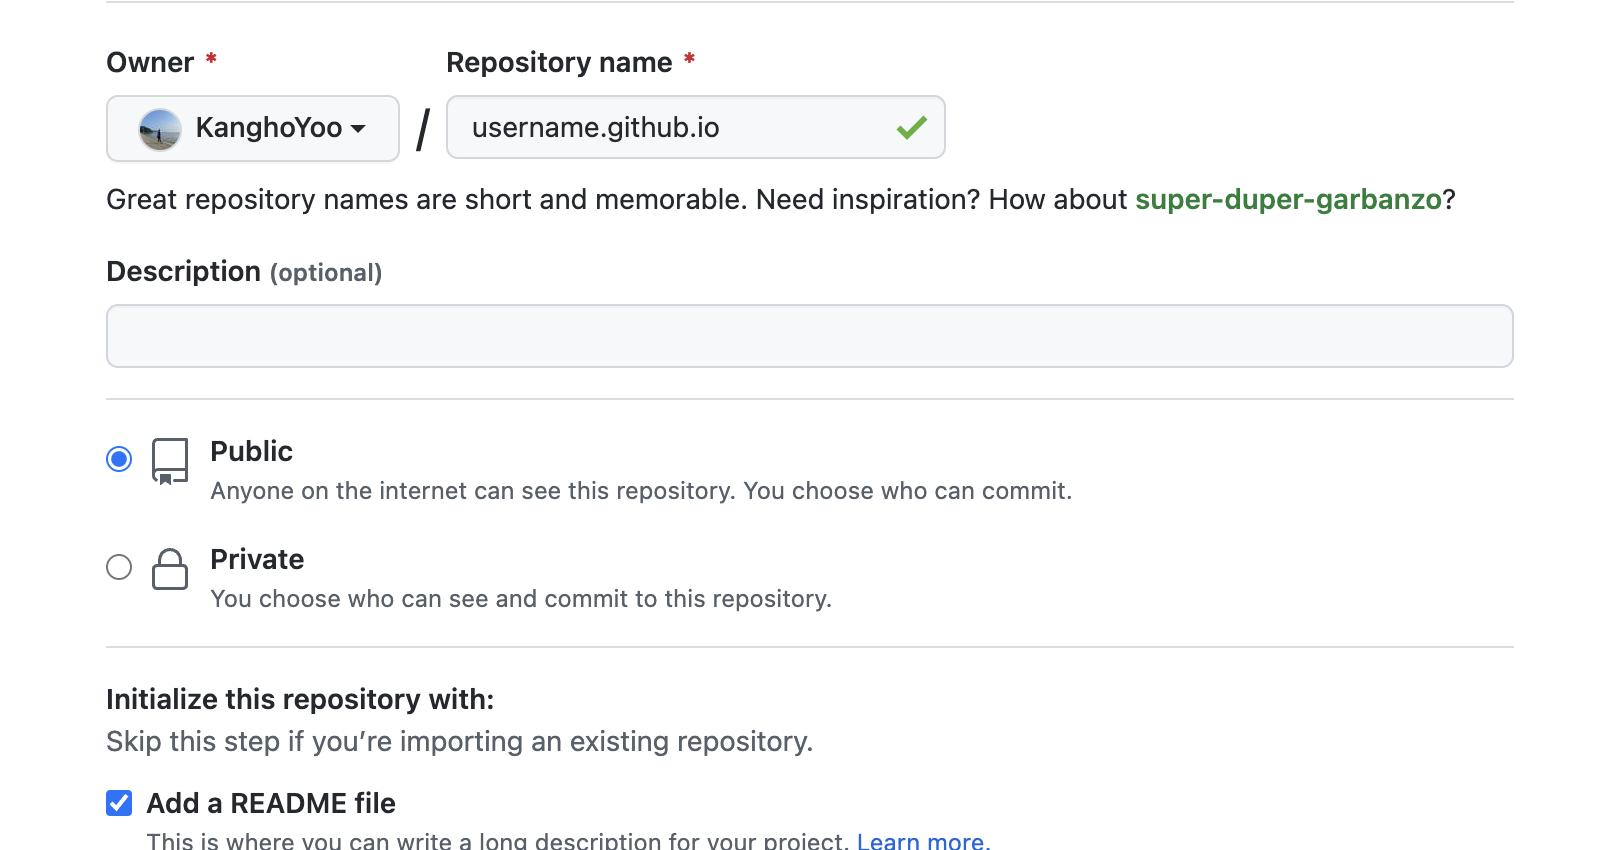 Owner * Repository name *
KanghoYoo / username.github.io
Great repository names are short and memorable. Need inspiration? How about super-duper-garbanzo?
Description (optional)
Public
Anyone on the internet can see this repository. You choose who can commit.
Private
You choose who can see and commit to this repository.
Initialize this repository with:
Skip this step if you’re importing an existing repository.
Add a README file
This is where you can write a long description for your project. Learn more.